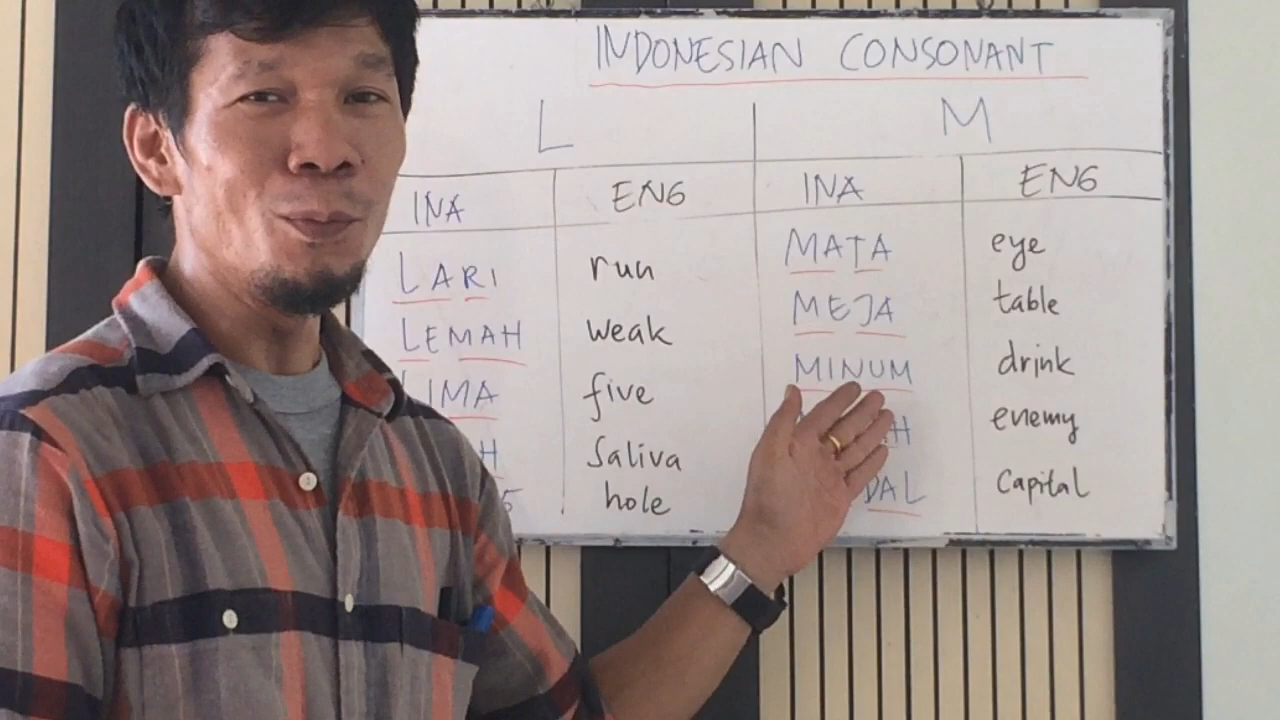 INDONESIAN CONSONANT
L M
INA ENG INA ENG
LARI run MATA eye
LEMAH weak MEJA table
LIMA five MINUM drink
Saliva enemy
hole Capital